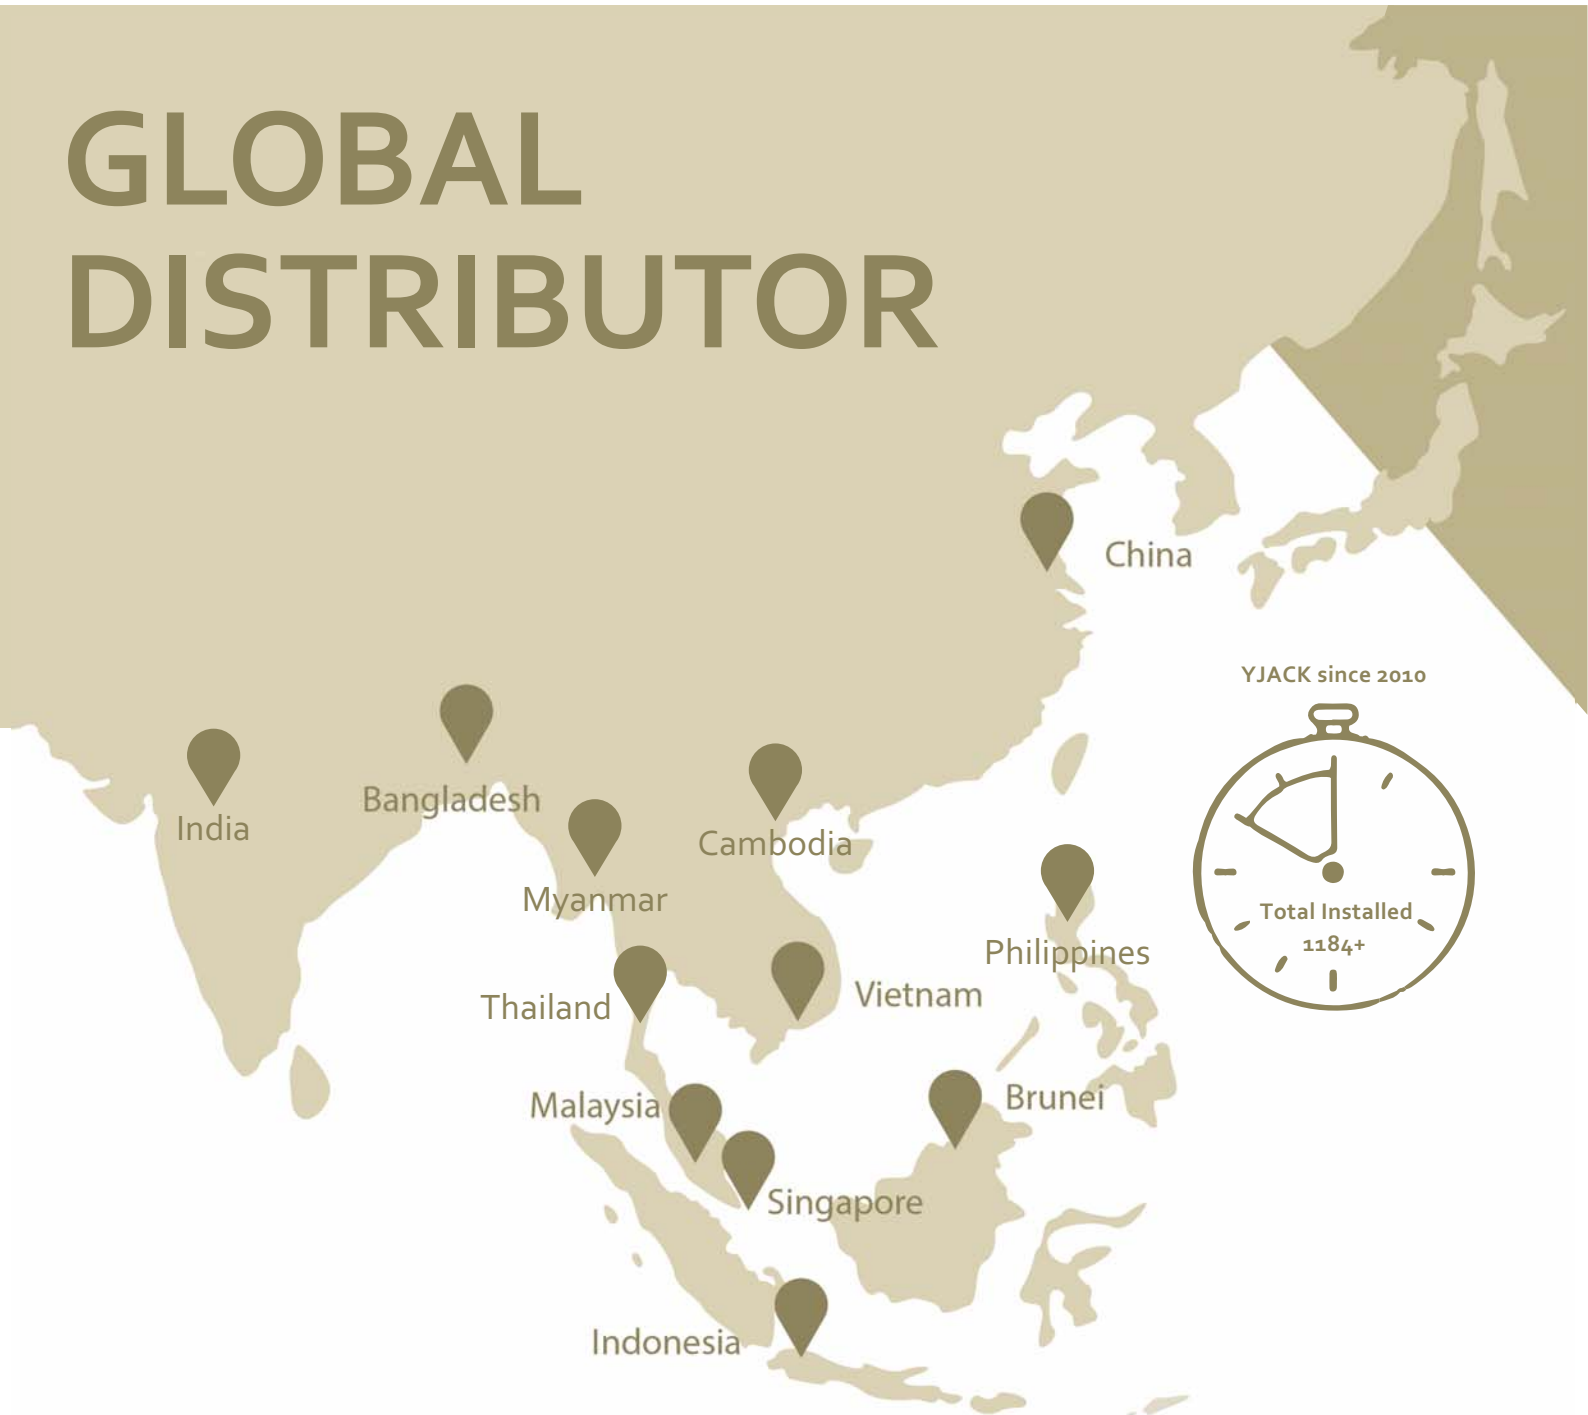 GLOBAL
DISTRIBUTOR
China
YJACK since 2010
India
Bangladesh
Cambodia
Myanmar
Philippines
Total Installed
1184+
Thailand
Vietnam
Malaysia
Brunei
Singapore
Indonesia